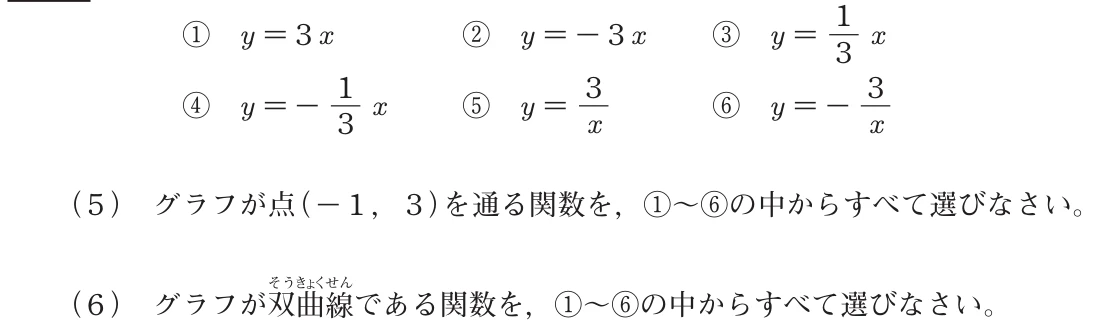 ① y＝3x ② y＝－3x ③ y＝1/3 x
④ y＝－1/3 x ⑤ y＝3/x ⑥ y＝－3/x
（5） グラフが点(－1，3)を通る関数を，①～⑥の中からすべて選びなさい。
そうきょくせん
（6） グラフが双曲線である関数を，①～⑥の中からすべて選びなさい。